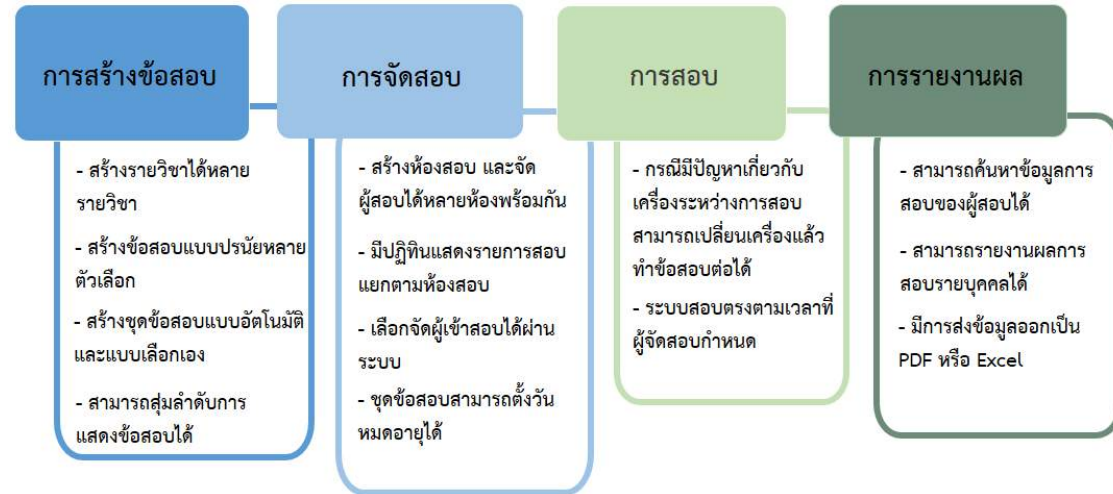 การสร้างข้อสอบ
- สร้างรายวิชาได้หลาย
รายวิชา
- สร้างข้อสอบแบบปรนัยหลาย
ตัวเลือก
- สร้างชุดข้อสอบแบบอัตโนมัติ
และแบบเลือกเอง
- สามารถสุ่มลำดับการ
แสดงข้อสอบได้
การจัดสอบ
- สร้างห้องสอบ และจัด
ผู้สอบได้หลายห้องพร้อมกัน
- มีปฏิทินแสดงรายการสอบ
แยกตามห้องสอบ
- เลือกจัดผู้เข้าสอบได้ผ่าน
ระบบ
- ชุดข้อสอบสามารถตั้งวัน
หมดอายุได้
การสอบ
- กรณีมีปัญหาเกี่ยวกับ
เครื่องระหว่างการสอบ
สามารถเปลี่ยนเครื่องแล้ว
ทำข้อสอบต่อได้
- ระบบสอบตรงตามเวลาที่
ผู้จัดสอบกำหนด
การรายงานผล
- สามารถค้นหาข้อมูลการ
สอบของผู้สอบได้
- สามารถรายงานผลการ
สอบรายบุคคลได้
- มีการส่งข้อมูลออกเป็น
PDF หรือ Excel